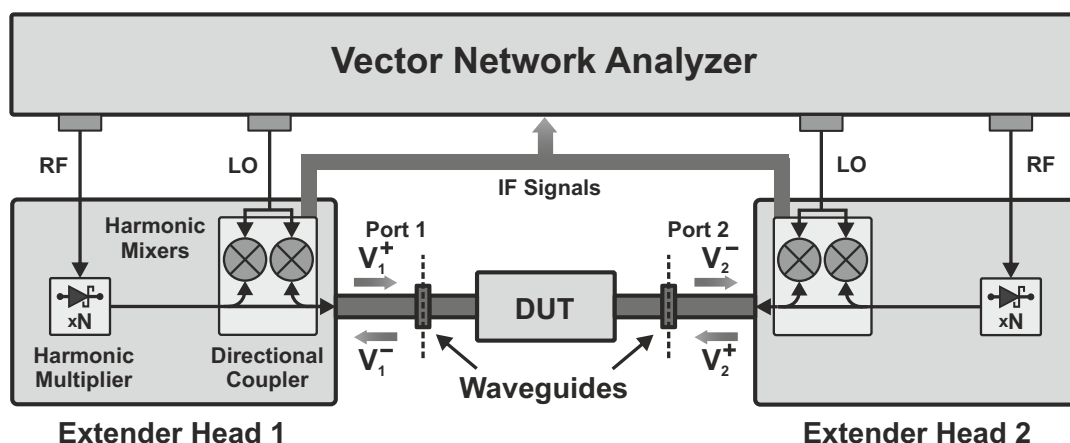 Vector Network Analyzer
RF
LO
IF Signals
LO
RF
Harmonic
Mixers
Port 1
V1+
Port 2
V2−
xN
DUT
xN
Harmonic
Multiplier
Directional
Coupler
V1−
Waveguides
V2+
Extender Head 1
Extender Head 2